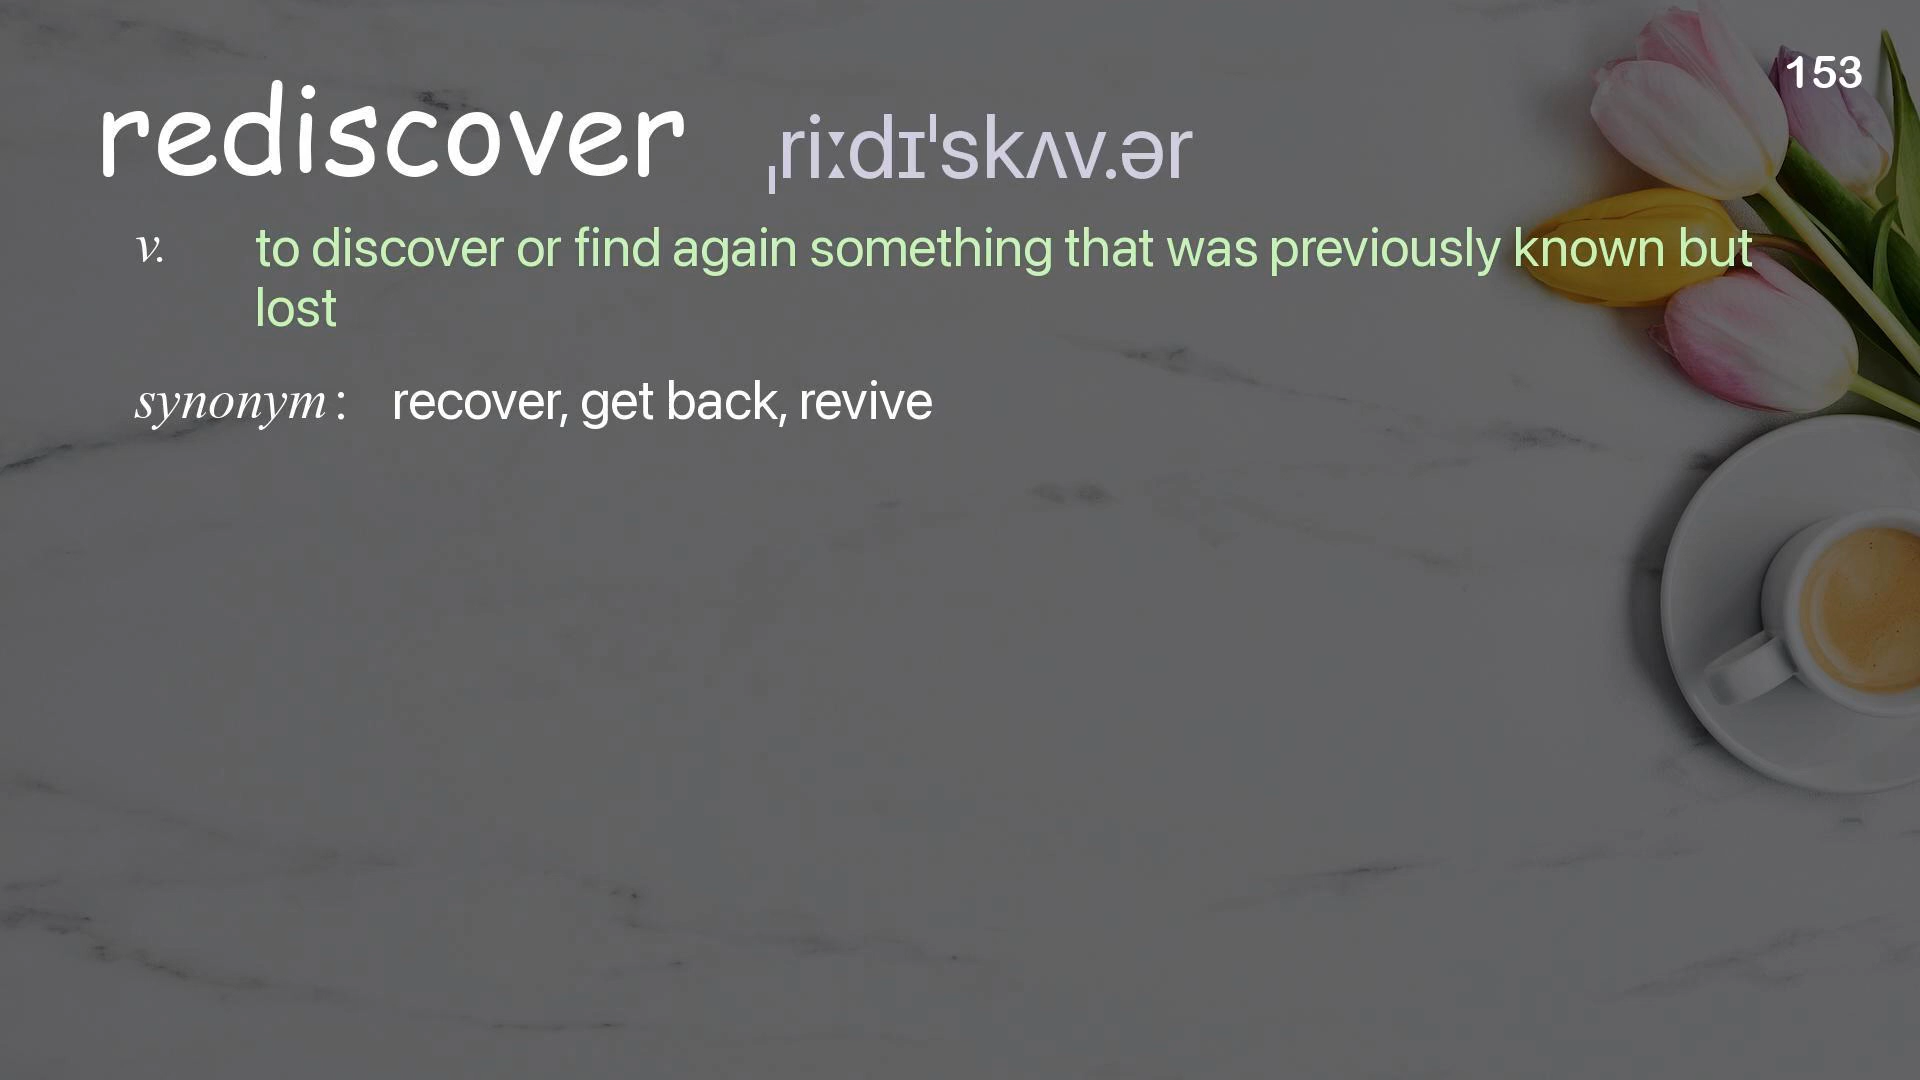 153
rediscover ˌriːdɪˈskʌv.ər
v. to discover or find again something that was previously known but
lost
synonym: recover, get back, revive